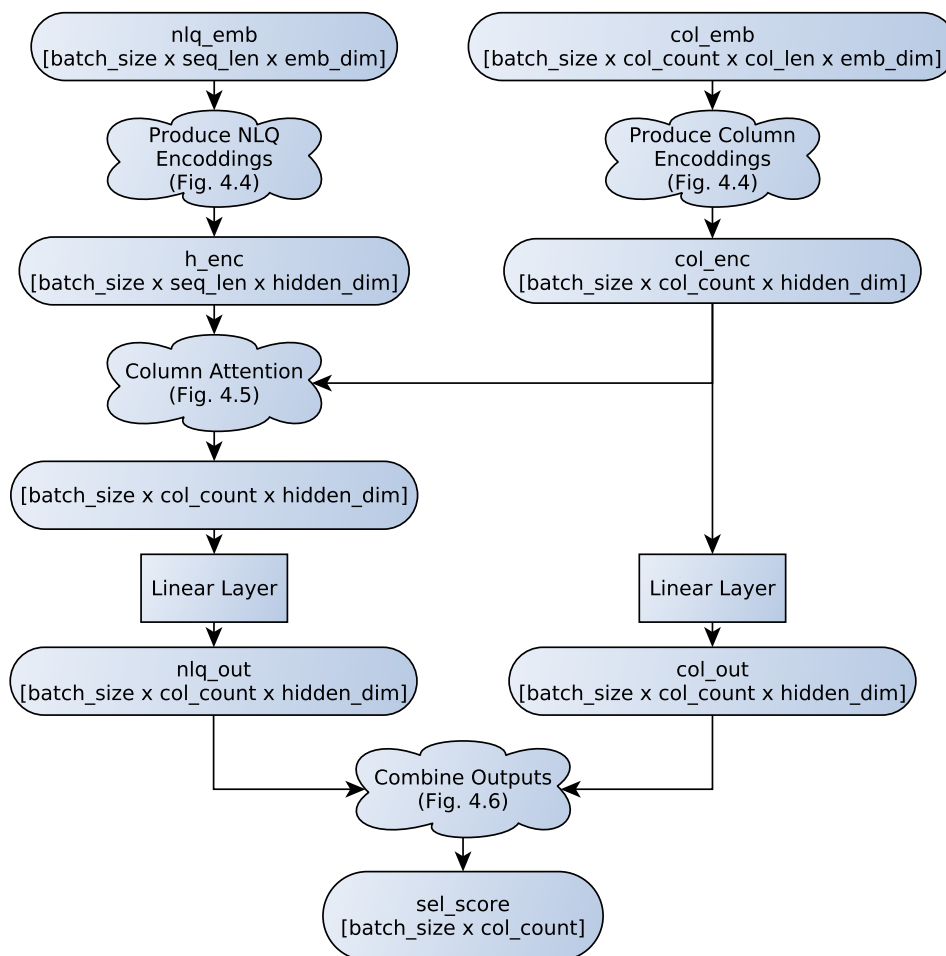 nlq_emb
[batch_size x seq_len x emb_dim]
col_emb
[batch_size x col_count x col_len x emb_dim]
Produce NLQ
Encoddings
(Fig. 4.4)
Produce Column
Encoddings
(Fig. 4.4)
h_enc
[batch_size x seq_len x hidden_dim]
col_enc
[batch_size x col_count x hidden_dim]
Column Attention
(Fig. 4.5)
[batch_size x col_count x hidden_dim]
Linear Layer
Linear Layer
nlq_out
[batch_size x col_count x hidden_dim]
col_out
[batch_size x col_count x hidden_dim]
Combine Outputs
(Fig. 4.6)
sel_score
[batch_size x col_count]